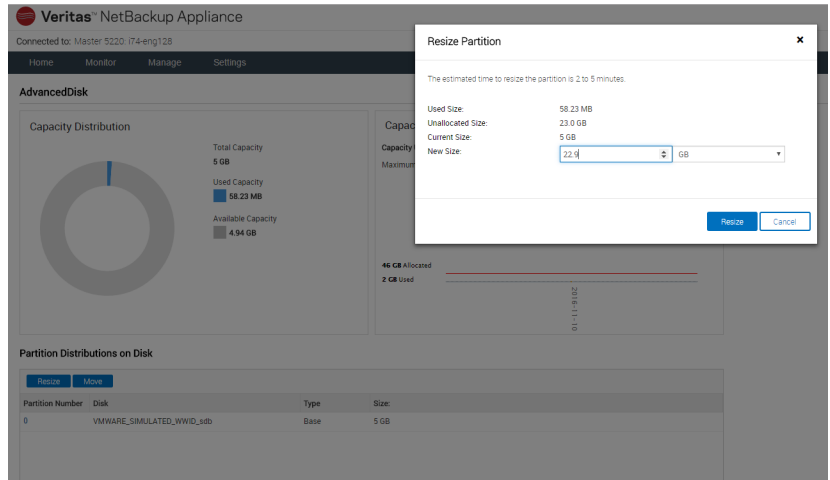 Veritas™ NetBackup Appliance
Connected to: Master 5220: i74-eng128
Home Monitor Manage Settings
AdvancedDisk
Capacity Distribution
Total Capacity
5 GB
Used Capacity
58.23 MB
Available Capacity
4.94 GB
Capac
Capacity
Maximum
46 GB Allocated
2 GB Used
2016-11-10
Resize Partition
×
The estimated time to resize the partition is 2 to 5 minutes.
Used Size: 58.23 MB
Unallocated Size: 23.0 GB
Current Size: 5 GB
New Size: 22.9 GB
Resize Cancel
Partition Distributions on Disk
Resize Move
Partition Number Disk Type Size:
0 VMWARE_SIMULATED_WWID_sdb Base 5 GB